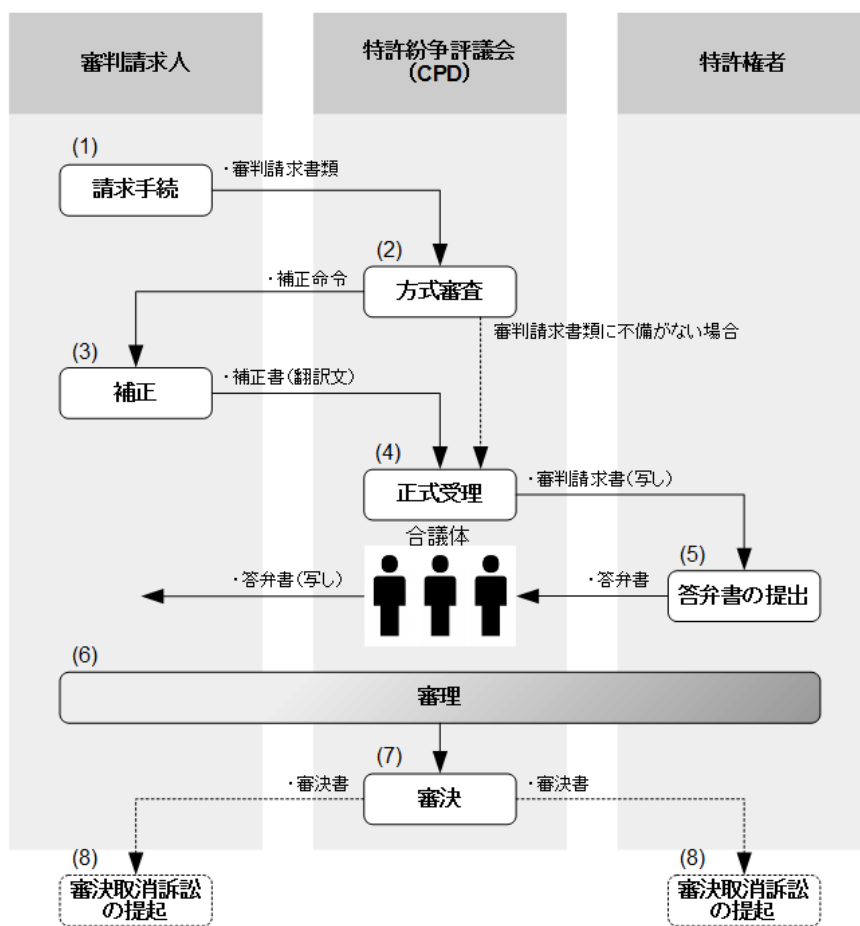 審判請求人
特許紛争評議会
(CPD)
特許権者
(1)
・審判請求書類
請求手続
(2)
・補正命令
方式審査
審判請求書類に不備がない場合
(3)
・補正書(翻訳文)
補正
(4)
・審判請求書(写し)
正式受理
合議体
(5)
・答弁書(写し)
・答弁書
答弁書の提出
(6)
審理
(7)
・審決書
審決
・審決書
(8)
審決取消訴訟
の提起
(8)
審決取消訴訟
の提起